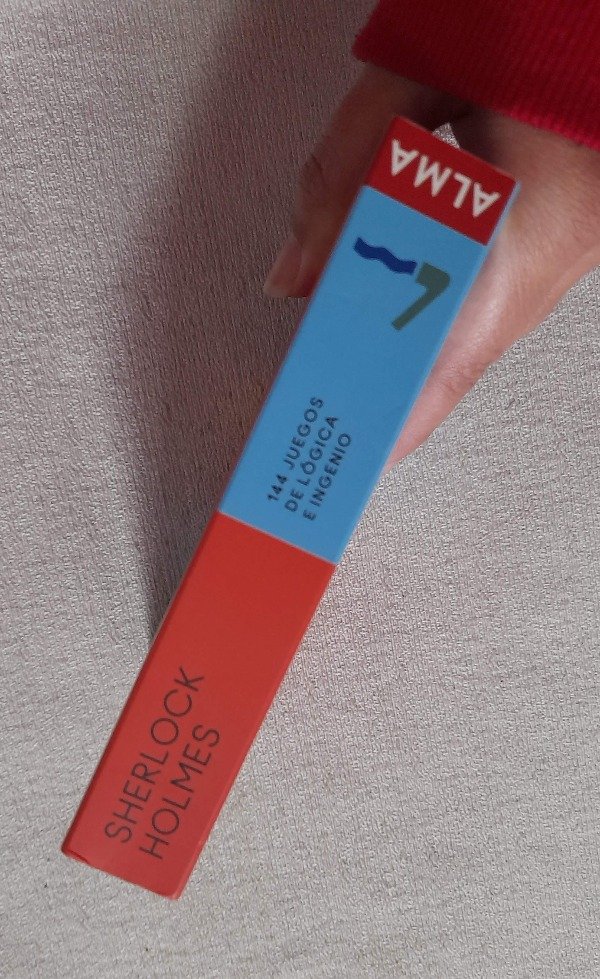 SHERLOCK
HOLMES
144 JUEGOS
DE LÓGICA
E INGENIO
ALMA